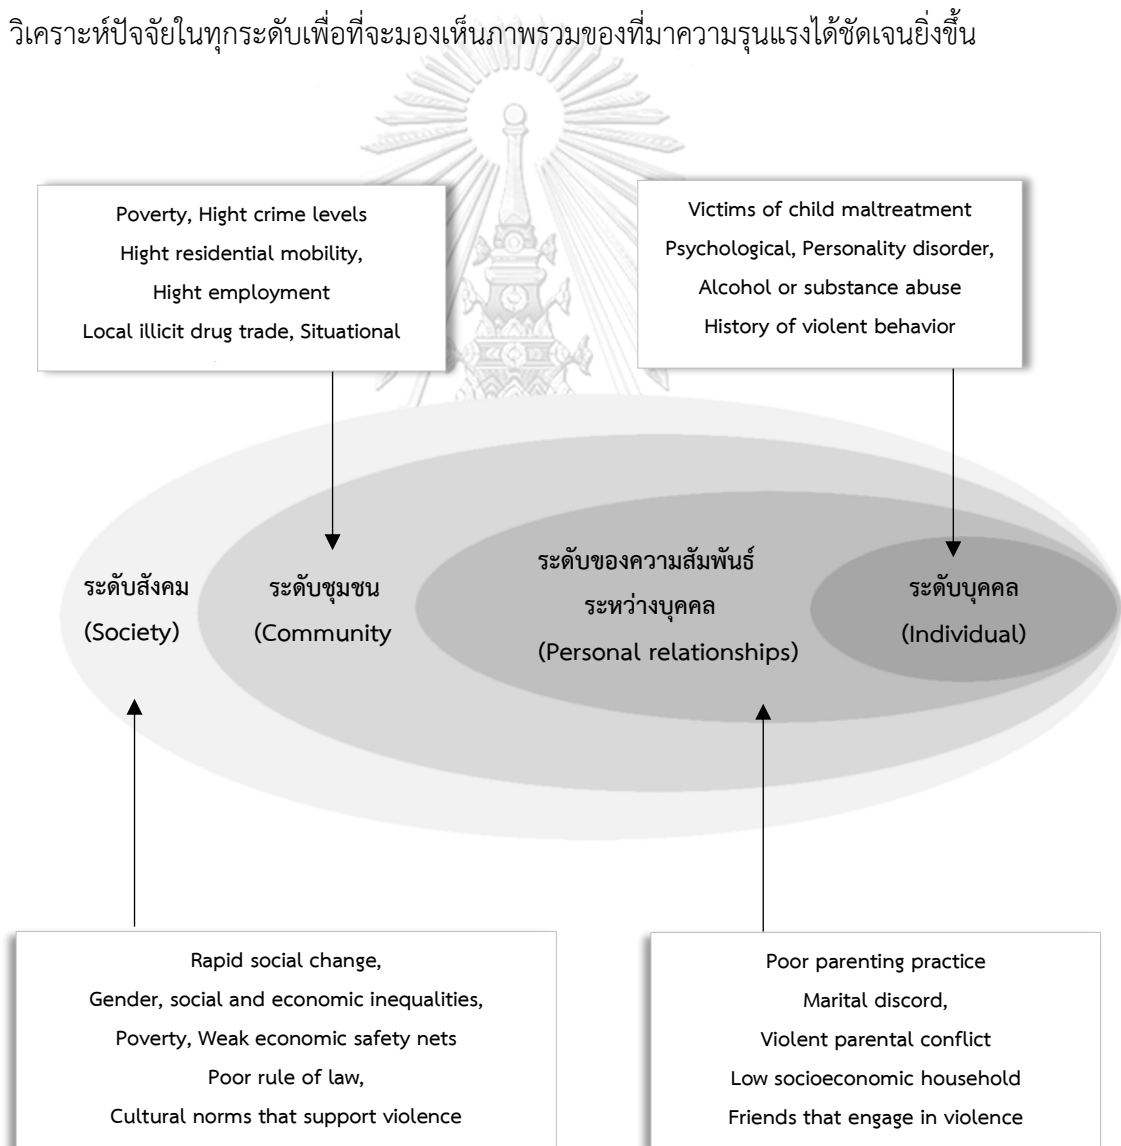 วิเคราะห์ปัจจัยในทุกระดับเพื่อที่จะมองเห็นภาพรวมของที่มาความรุนแรงได้ชัดเจนยิ่งขึ้น
Poverty, Hight crime levels
Hight residential mobility,
Hight employment
Local illicit drug trade, Situational
Victims of child maltreatment
Psychological, Personality disorder,
Alcohol or substance abuse
History of violent behavior
ระดับสังคม
(Society)
ระดับชุมชน
(Community
ระดับของความสัมพันธ์
ระหว่างบุคคล
(Personal relationships)
ระดับบุคคล
(Individual)
Rapid social change,
Gender, social and economic inequalities,
Poverty, Weak economic safety nets
Poor rule of law,
Cultural norms that support violence
Poor parenting practice
Marital discord,
Violent parental conflict
Low socioeconomic household
Friends that engage in violence